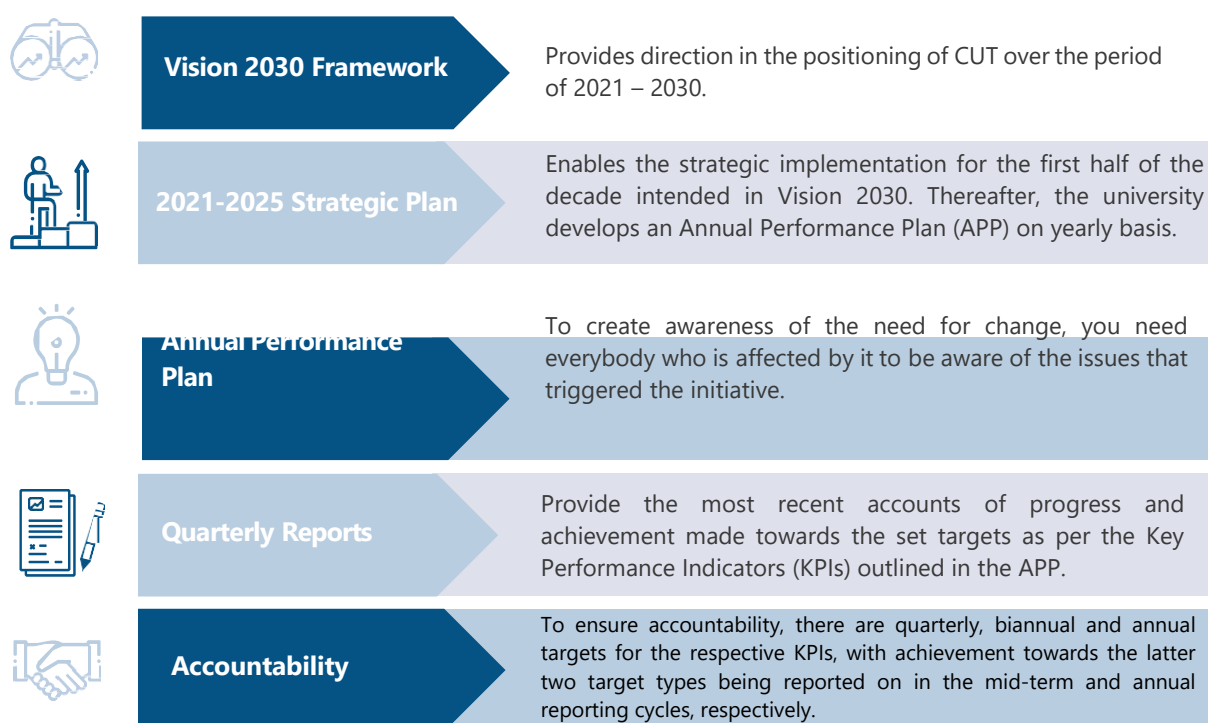 Vision 2030 Framework
Provides direction in the positioning of CUT over the period
of 2021 – 2030.
2021-2025 Strategic Plan
Enables the strategic implementation for the first half of the
decade intended in Vision 2030. Thereafter, the university
develops an Annual Performance Plan (APP) on yearly basis.
Annual Performance
Plan
To create awareness of the need for change, you need
everybody who is affected by it to be aware of the issues that
triggered the initiative.
Quarterly Reports
Provide the most recent accounts of progress and
achievement made towards the set targets as per the Key
Performance Indicators (KPIs) outlined in the APP.
Accountability
To ensure accountability, there are quarterly, biannual and annual
targets for the respective KPIs, with achievement towards the latter
two target types being reported on in the mid-term and annual
reporting cycles, respectively.